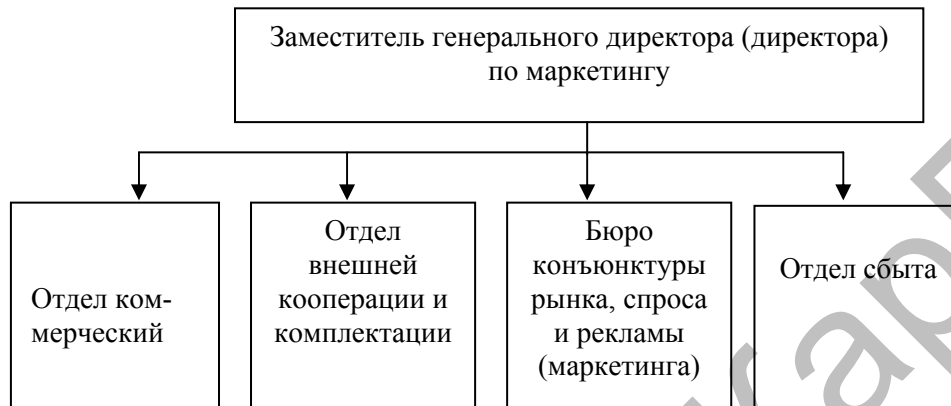 Заместитель генерального директора (директора)
по маркетингу
Отдел ком-
мерческий
Отдел
внешней
кооперации и
комплектации
Бюро
конъюнктуры
рынка, спроса
и рекламы
(маркетинга)
Отдел сбыта